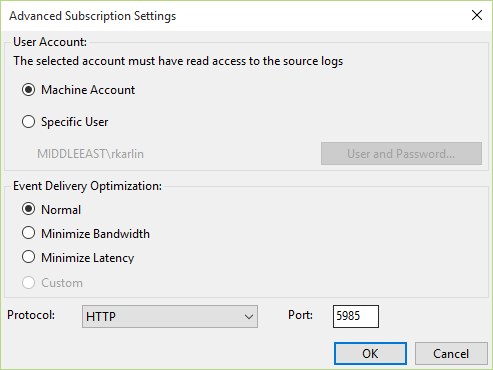 Advanced Subscription Settings
User Account:
The selected account must have read access to the source logs
Machine Account
Specific User
MIDDLEEAST\rkarlin
User and Password...
Event Delivery Optimization:
Normal
Minimize Bandwidth
Minimize Latency
Custom
Protocol: HTTP Port: 5985
OK Cancel